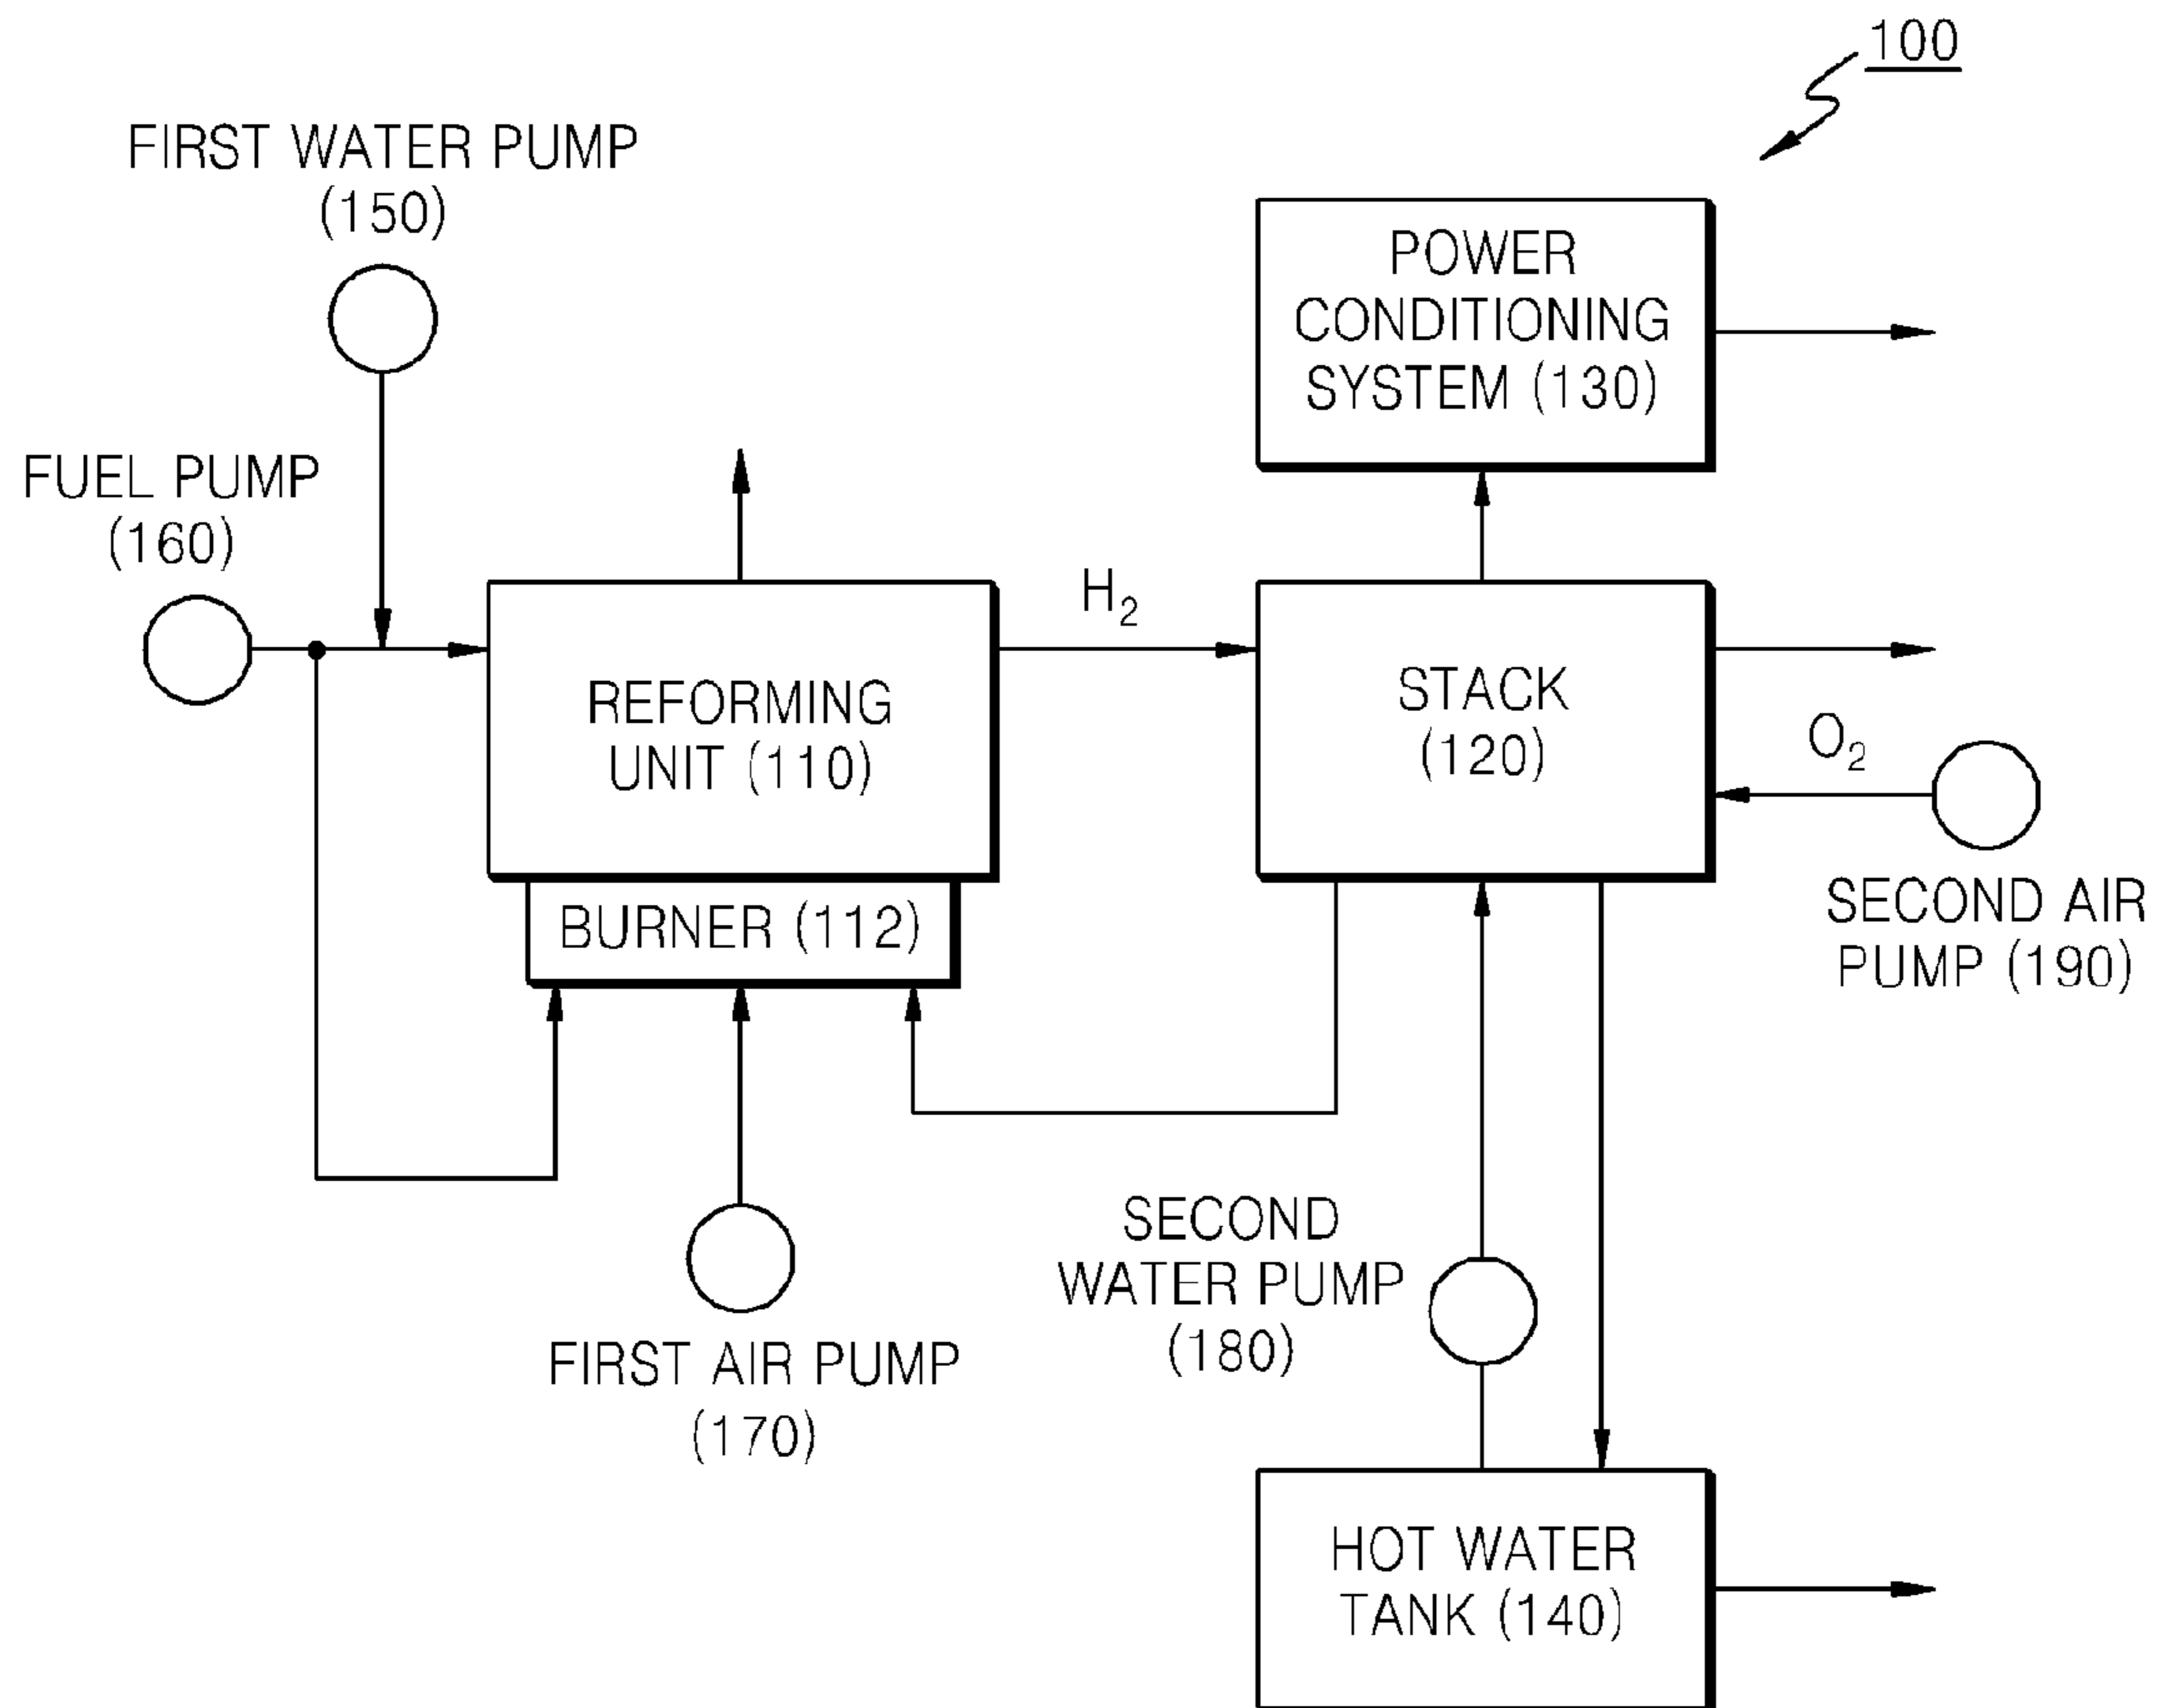 100
FIRST WATER PUMP
(150)
POWER
CONDITIONING
SYSTEM (130)
FUEL PUMP
(160)
H₂
REFORMING
UNIT (110)
STACK
(120)
O₂
BURNER (112)
SECOND AIR
PUMP (190)
SECOND
WATER PUMP
(180)
FIRST AIR PUMP
(170)
HOT WATER
TANK (140)